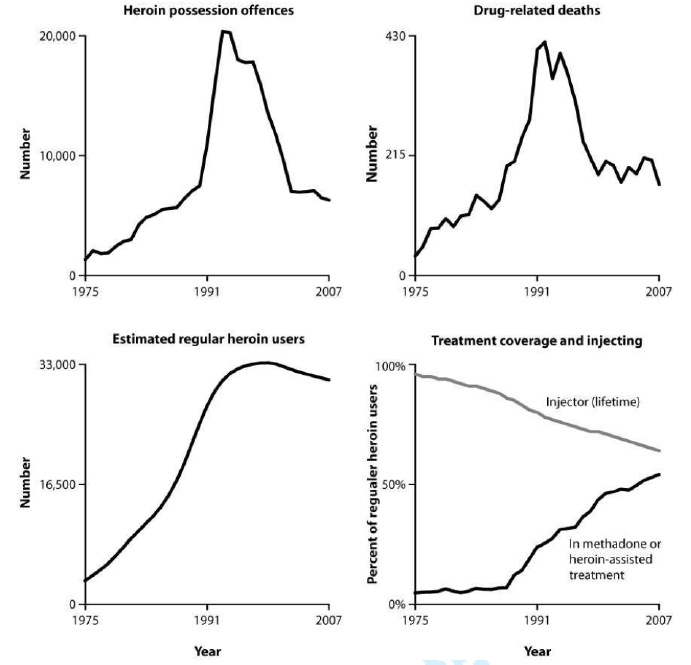 Heroin possession offences
20,000
10,000
0
Number
1975
1991
2007
Drug-related deaths
430
215
0
Number
1975
1991
2007
Estimated regular heroin users
33,000
16,500
0
Number
1975
1991
2007
Year
Treatment coverage and injecting
100%
50%
0%
Percent of regualer heroin users
Injector (lifetime)
In methadone or
heroin-assisted
treatment
1975
1991
2007
Year